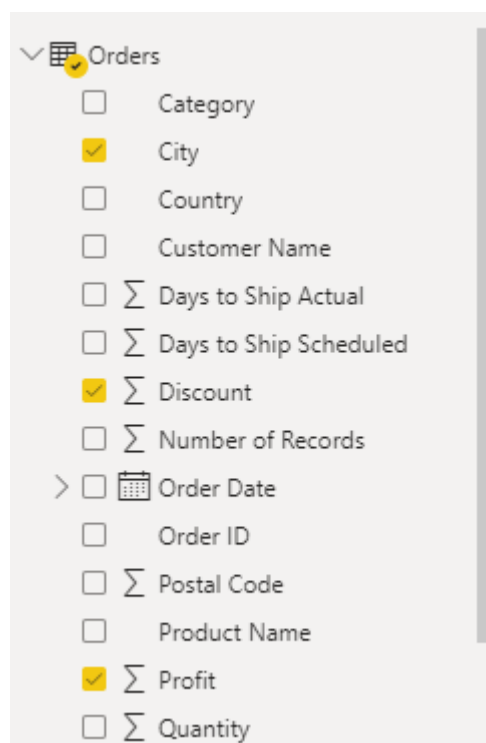 Orders
Category
City
Country
Customer Name
Days to Ship Actual
Days to Ship Scheduled
Discount
Number of Records
Order Date
Order ID
Postal Code
Product Name
Profit
Quantity